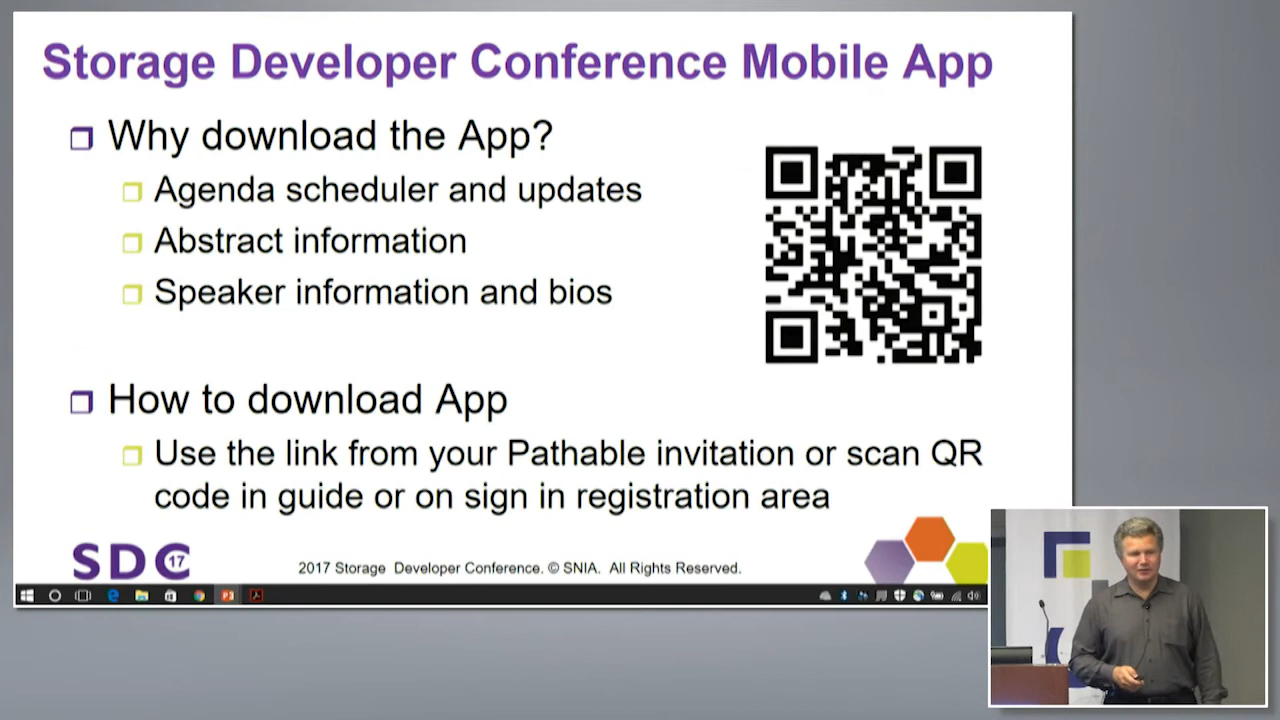 Storage Developer Conference Mobile App
Why download the App?
Agenda scheduler and updates
Abstract information
Speaker information and bios
How to download App
Use the link from your Pathable invitation or scan QR
code in guide or on sign in registration area
SDC 17
2017 Storage Developer Conference. © SNIA. All Rights Reserved.